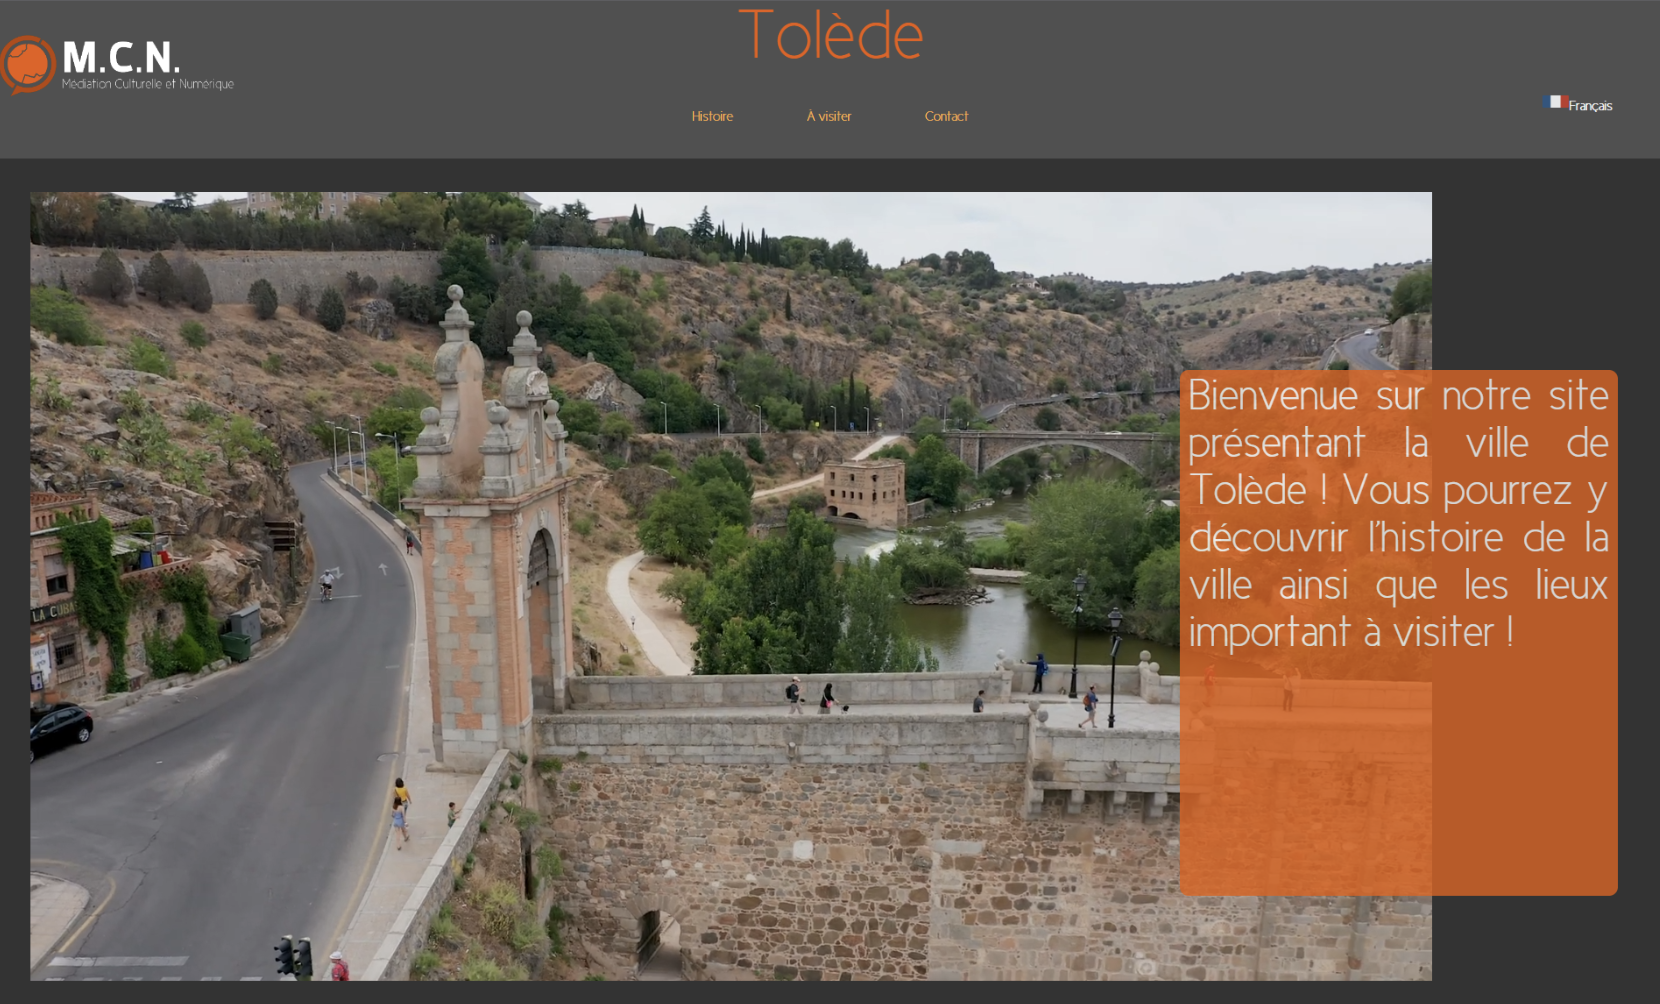 Tolède
M.C.N.
Médiation Culturelle et Numérique
Histoire
À visiter
Contact
Français
Bienvenue sur notre site
présentant la ville de
Tolède ! Vous pourrez y
découvrir l'histoire de la
ville ainsi que les lieux
important à visiter !
LA CUBA